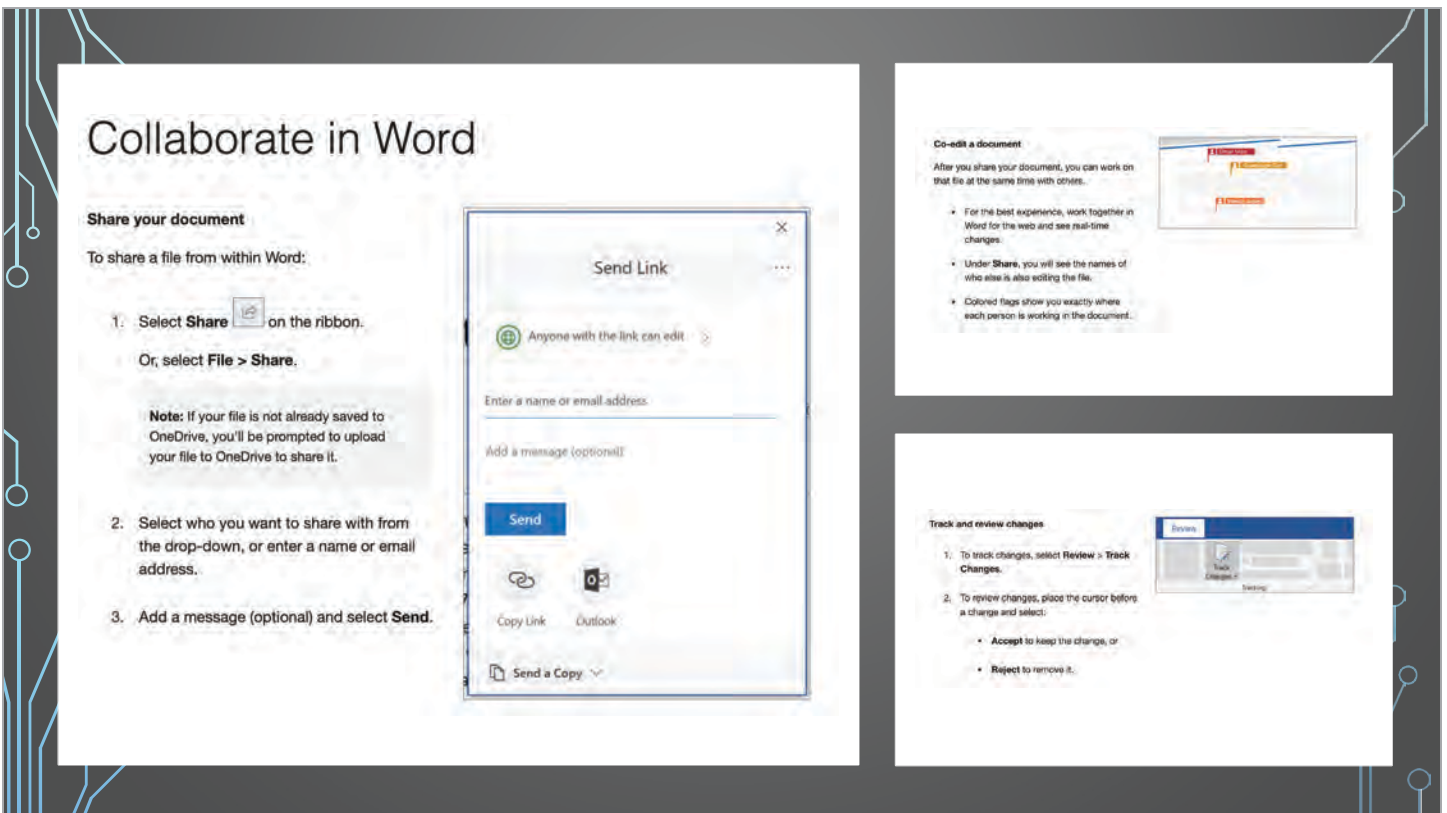 Collaborate in Word
Share your document
To share a file from within Word:
1. Select Share on the ribbon.
Or, select File > Share.
Note: If your file is not already saved to
OneDrive, you'll be prompted to upload
your file to OneDrive to share it.
2. Select who you want to share with from
the drop-down, or enter a name or email
address.
3. Add a message (optional) and select Send.
Send Link
Anyone with the link can edit
Enter a name or email address
Add a message (optional)
Send
Copy Link
Outlook
Send a Copy
Co-edit a document
After you share your document, you can work on
that file at the same time with others.
• For the best experience, work together in
Word for the web and see real-time
changes.
• Under Share, you will see the names of
who else is also editing the file.
• Colored flags show you exactly where
each person is working in the document.
Track and review changes
1. To track changes, select Review > Track
Changes.
2. To review changes, place the cursor before
a change and select:
• Accept to keep the change, or
• Reject to remove it.
Review
Track
Changes
Tracking